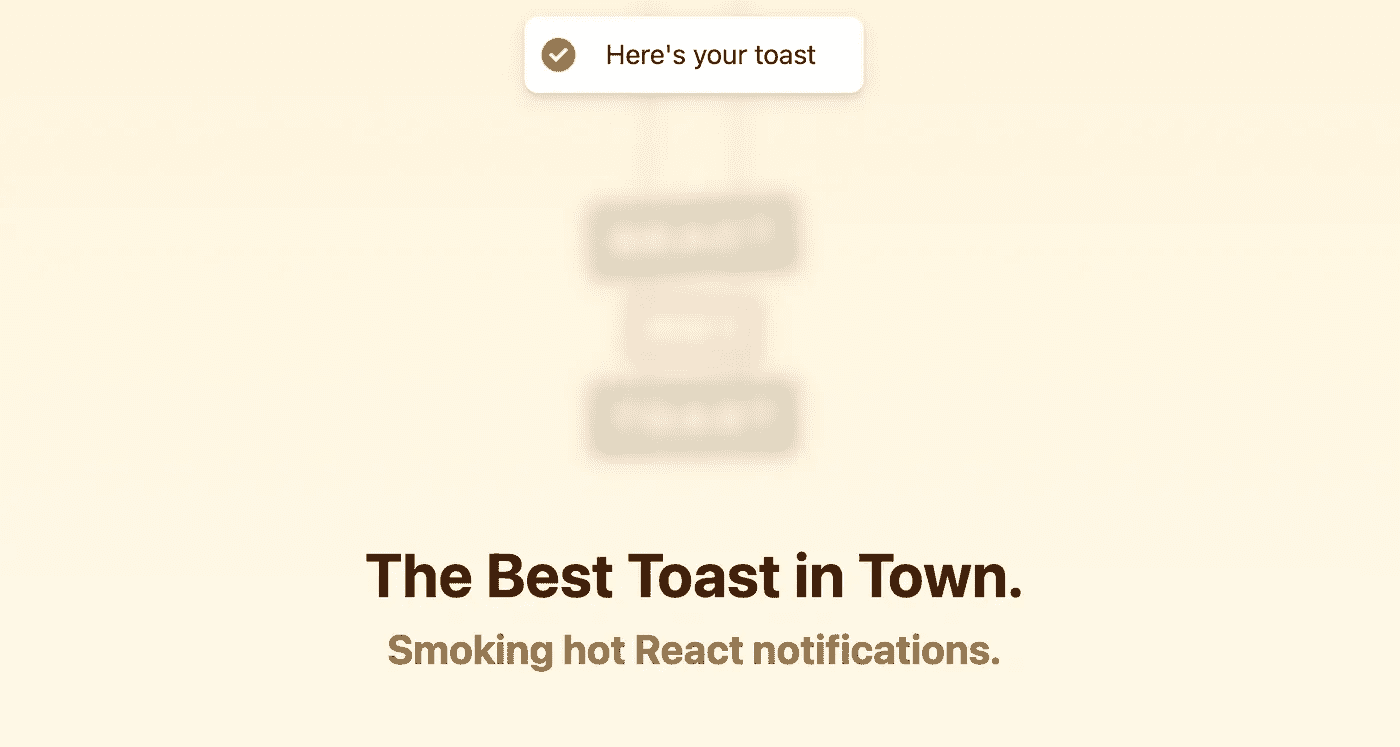 Here's your toast
The Best Toast in Town.
Smoking hot React notifications.